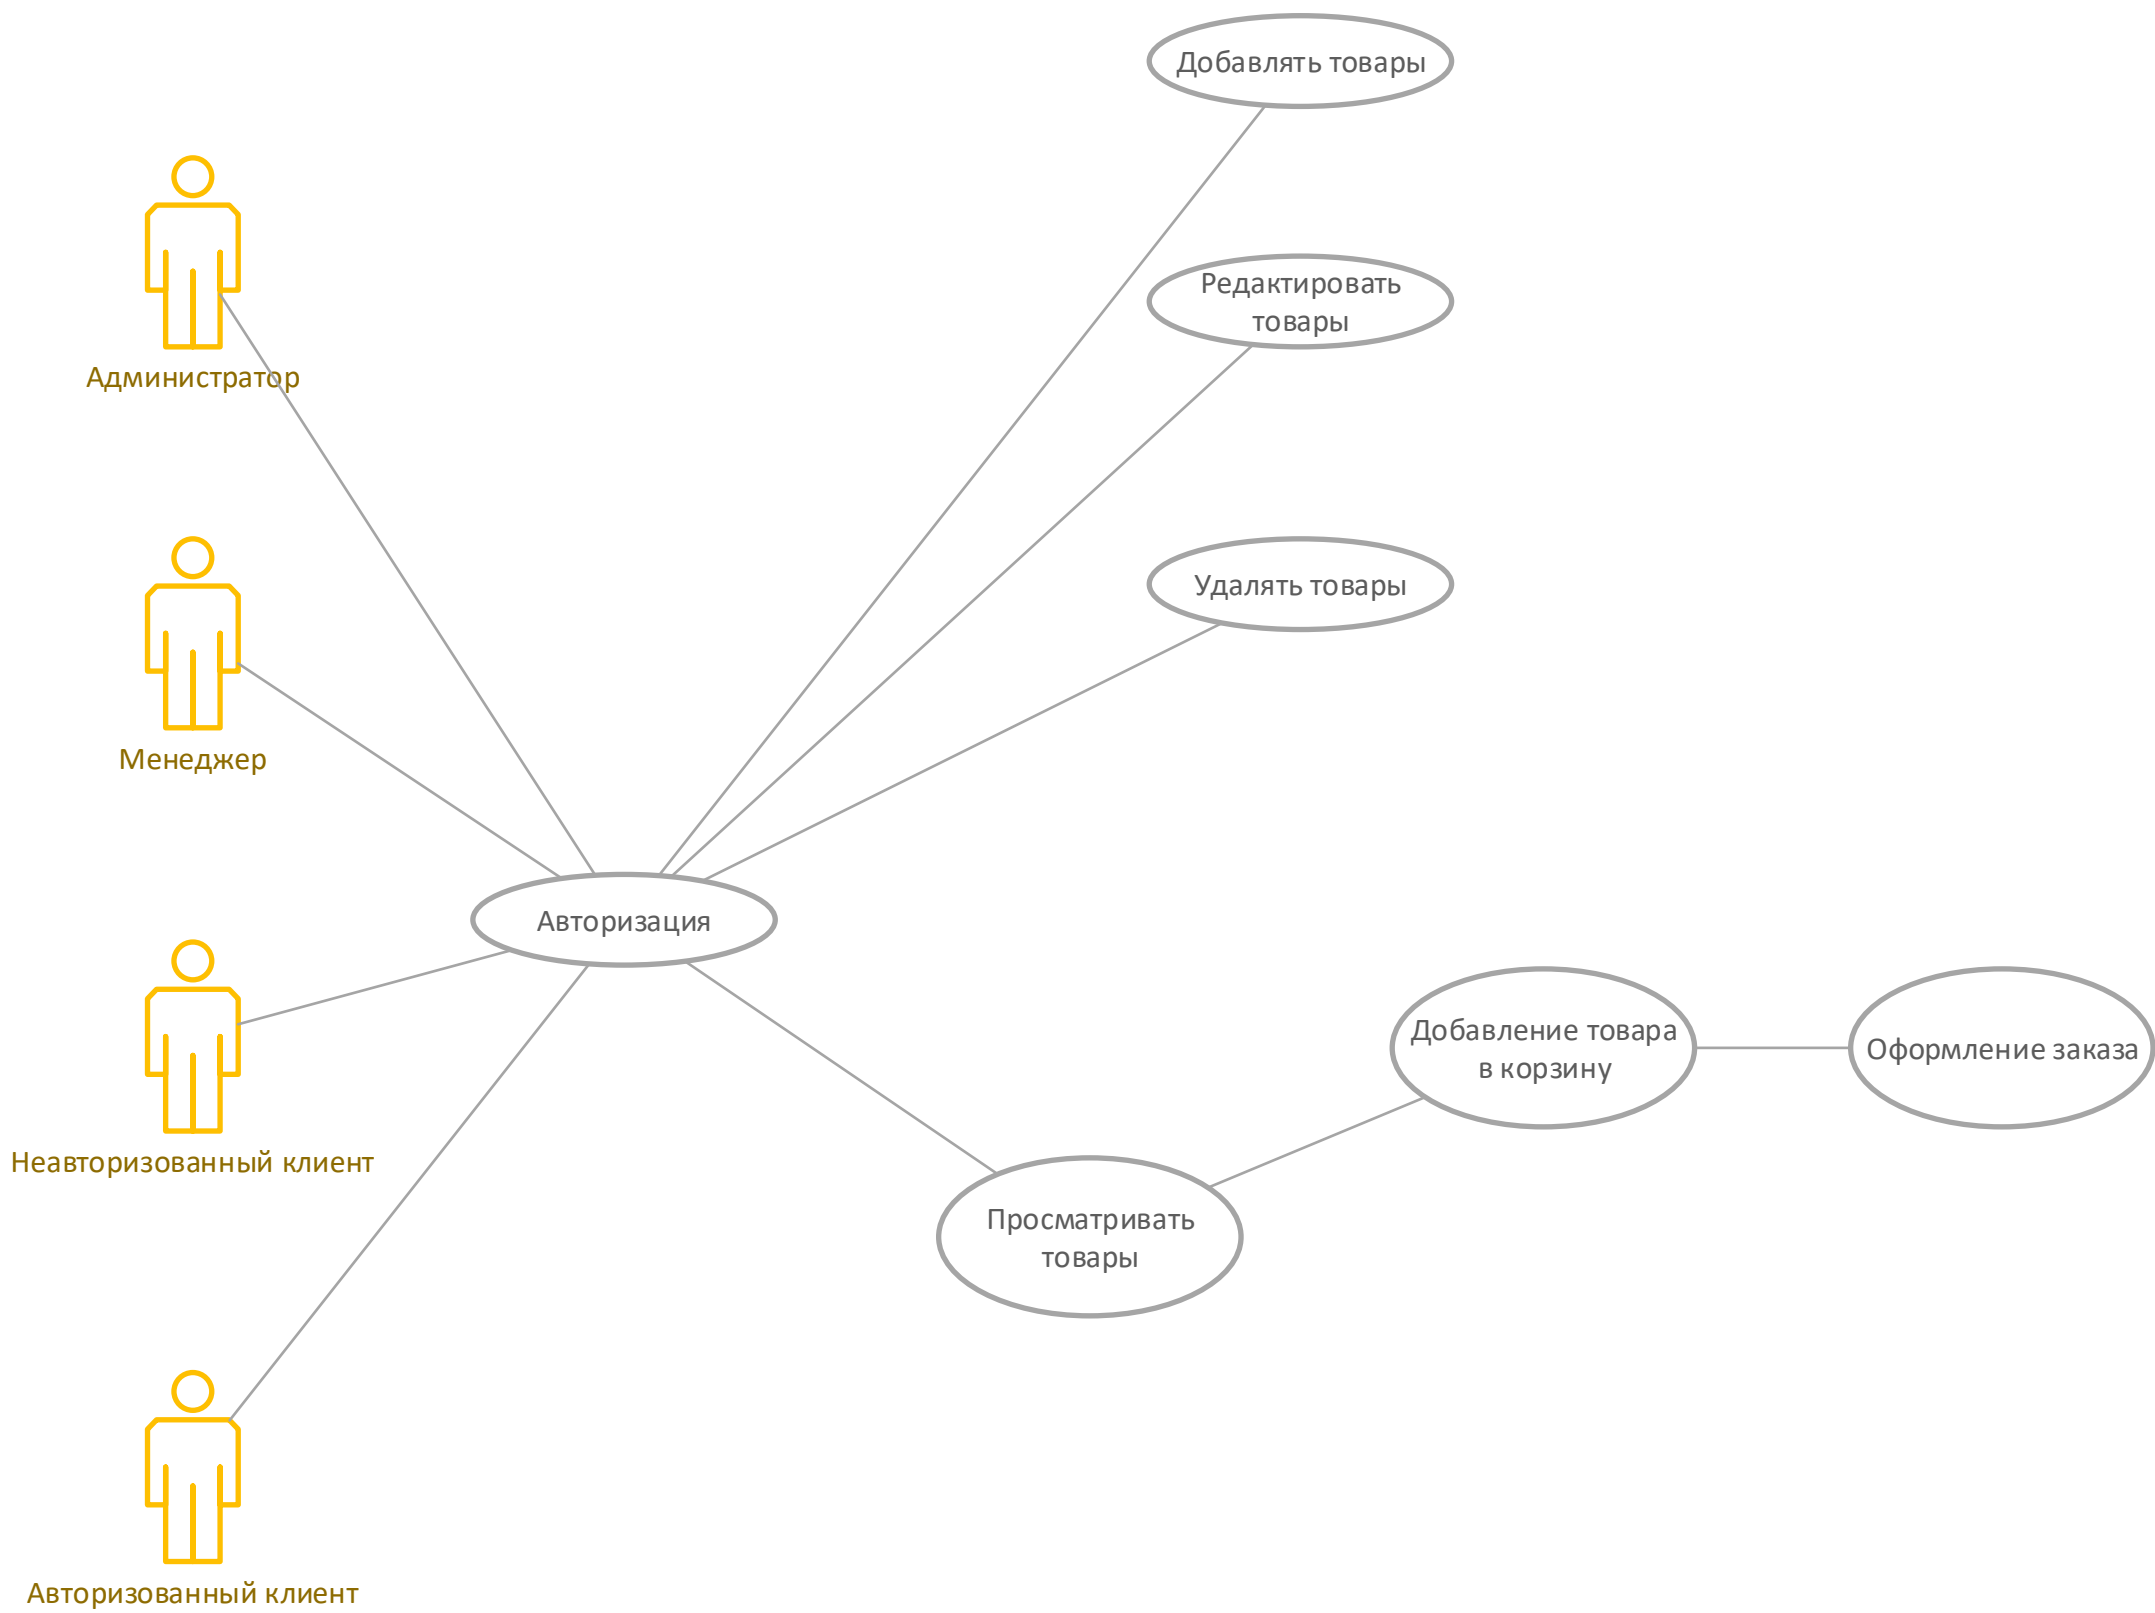 Добавлять товары
Редактировать
товары
Администратор
Удалять товары
Менеджер
Авторизация
Добавление товара
в корзину
Оформление заказа
Неавторизованный клиент
Просматривать
товары
Авторизованный клиент